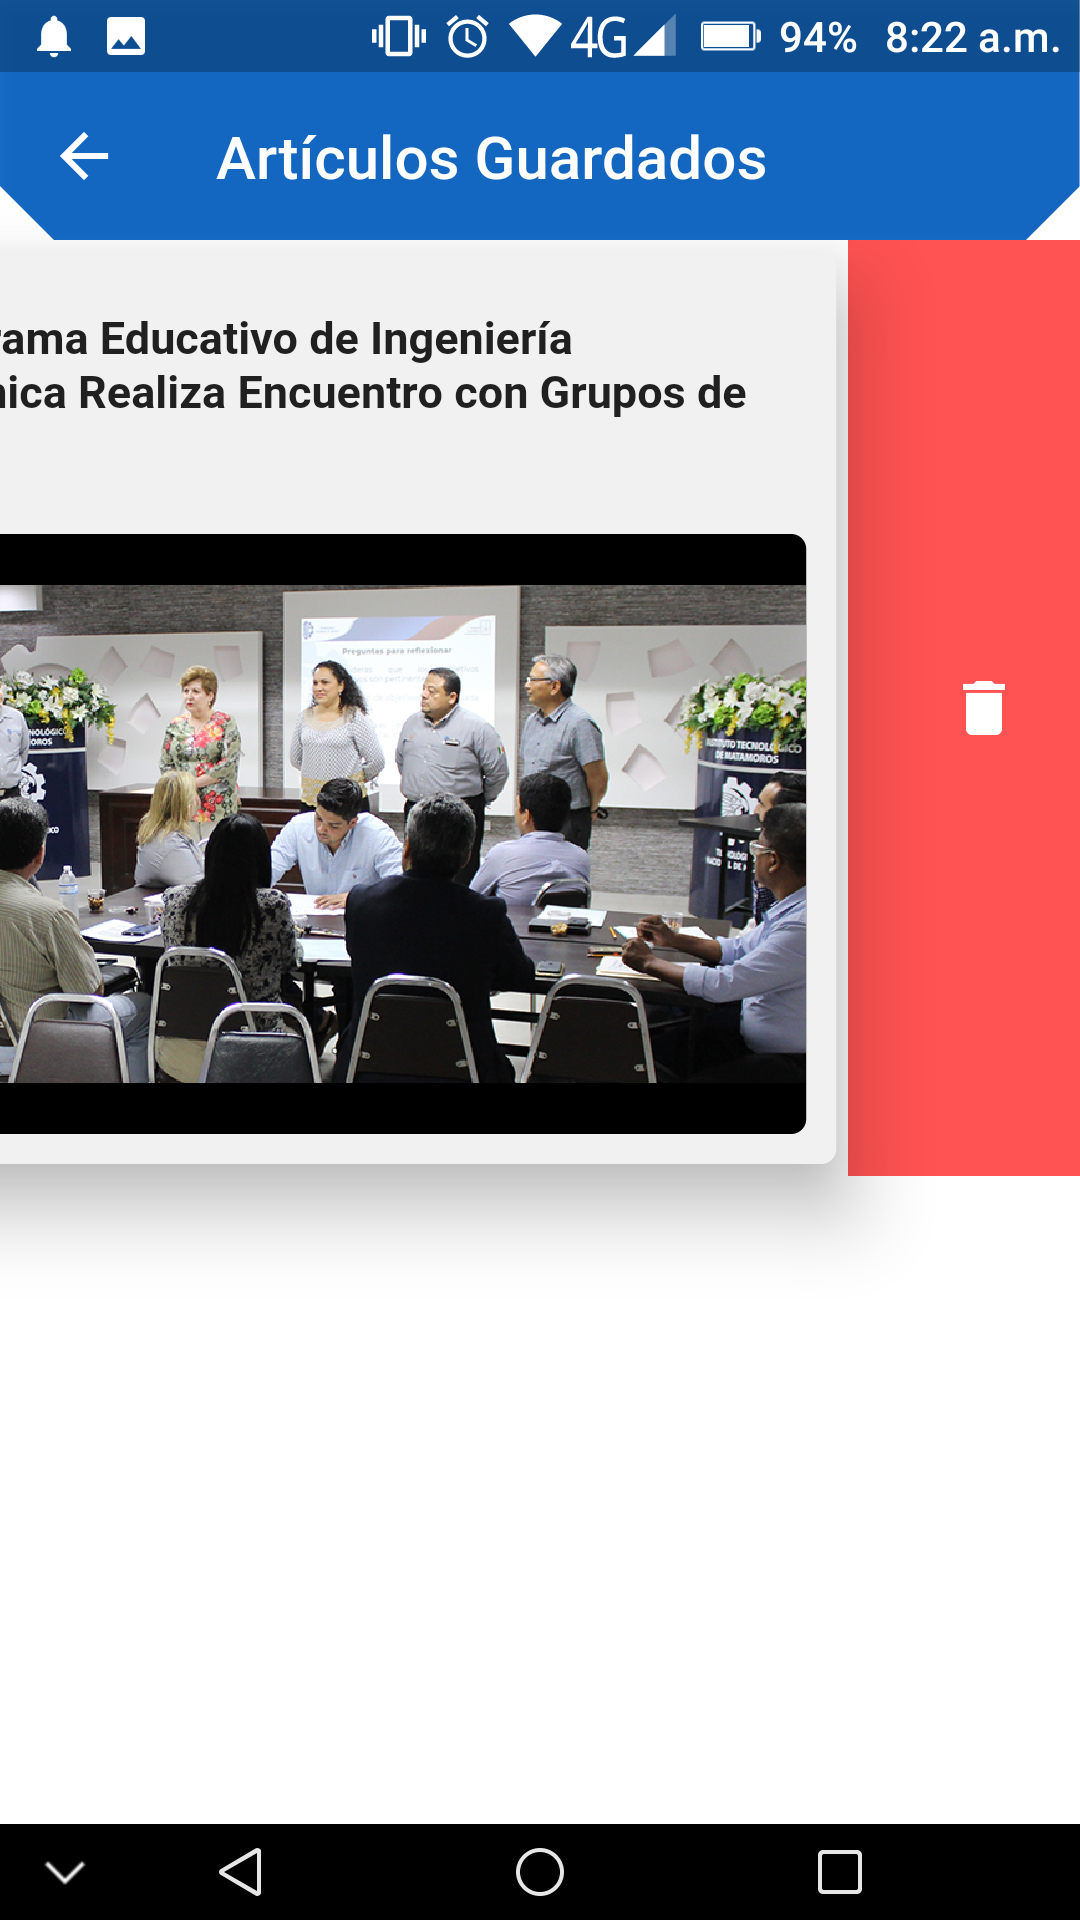 4G 94% 8:22 a.m.
Artículos Guardados
rama Educativo de Ingeniería
nica Realiza Encuentro con Grupos de
Preguntas para reflexionar
INSTITUTO TECNOLÓGICO
DE MATAMOROS